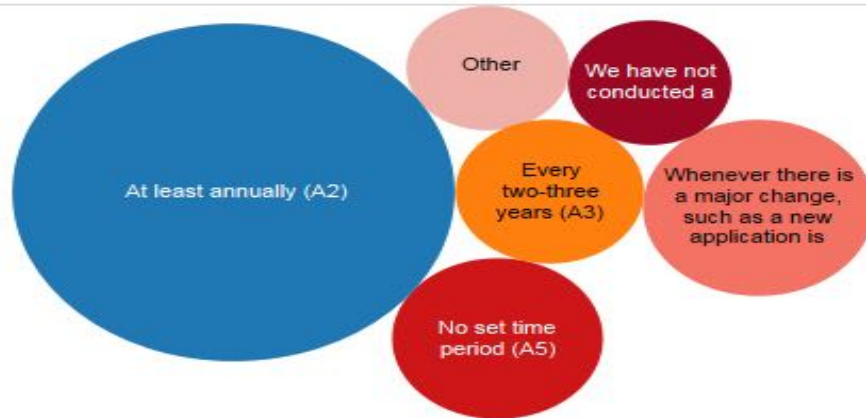 Other
We have not
conducted a
At least annually (A2)
Every
two-three
years (A3)
Whenever there is
a major change,
such as a new
application is
No set time
period (A5)